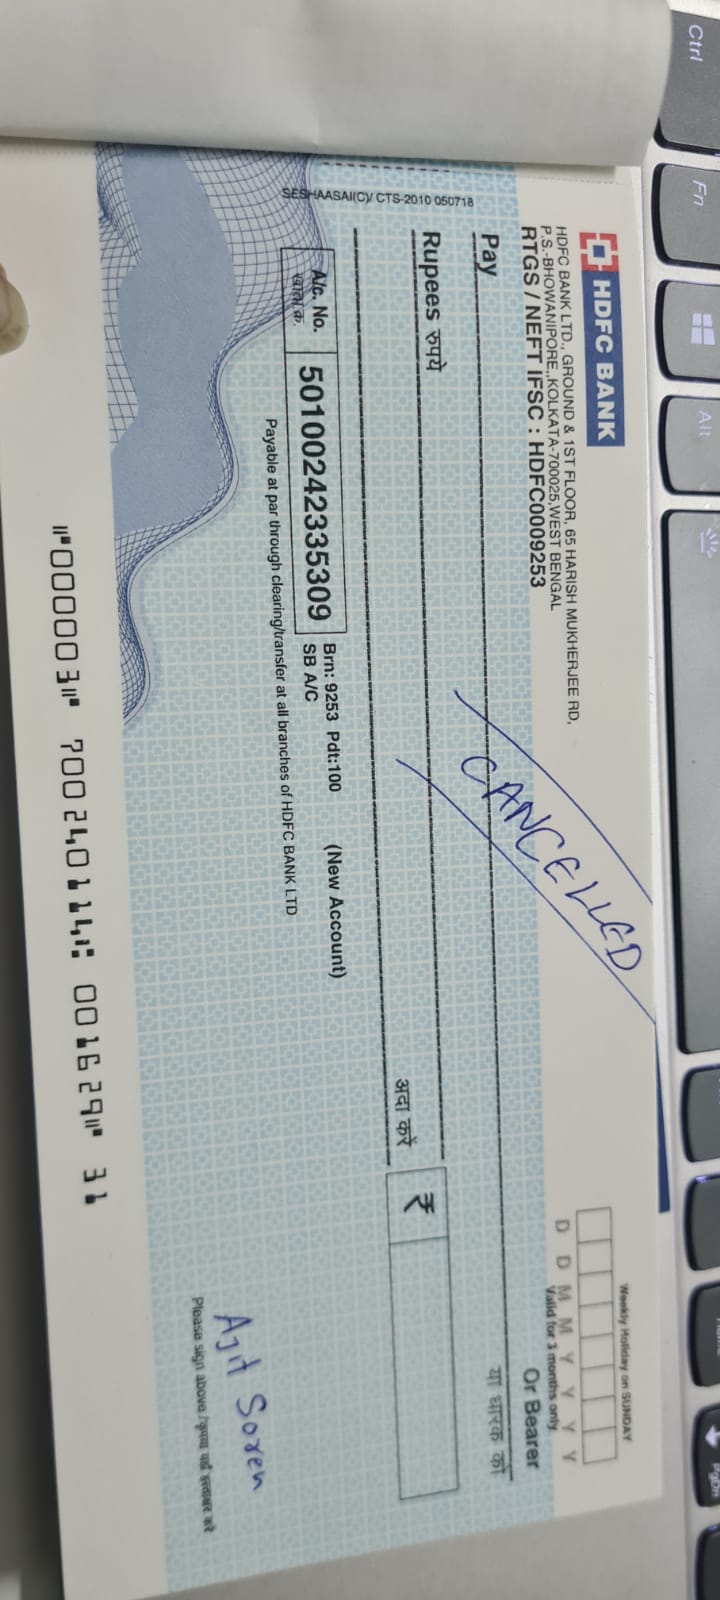 HDFC BANK
HDFC BANK LTD., GROUND & 1ST FLOOR, 65 HARISH MUKHERJEE RD,
P.S.-BHOWANIPORE,,KOLKATA-700025,WEST BENGAL
RTGS / NEFT IFSC : HDFC0009253
Weekly Holiday on SUNDAY
D D M M Y Y Y Y
Valid for 3 months only
CANCELLED
Pay
Or Bearer
या धारक को
Rupees रुपये
अदा करें
₹
A/c. No.
खाता क्र.
50100242335309
Brn: 9253 Pdt:100 (New Account)
SB A/C
Payable at par through clearing/transfer at all branches of HDFC BANK LTD
SESHAASAI(C)/ CTS-2010 050718
Ajit Soren
Please sign above /कृपया यहाँ हस्ताक्षर करें
⑈000003⑈ 700240114⑆ 001629⑈ 31
Ctrl
Fn
Alt
PgDn